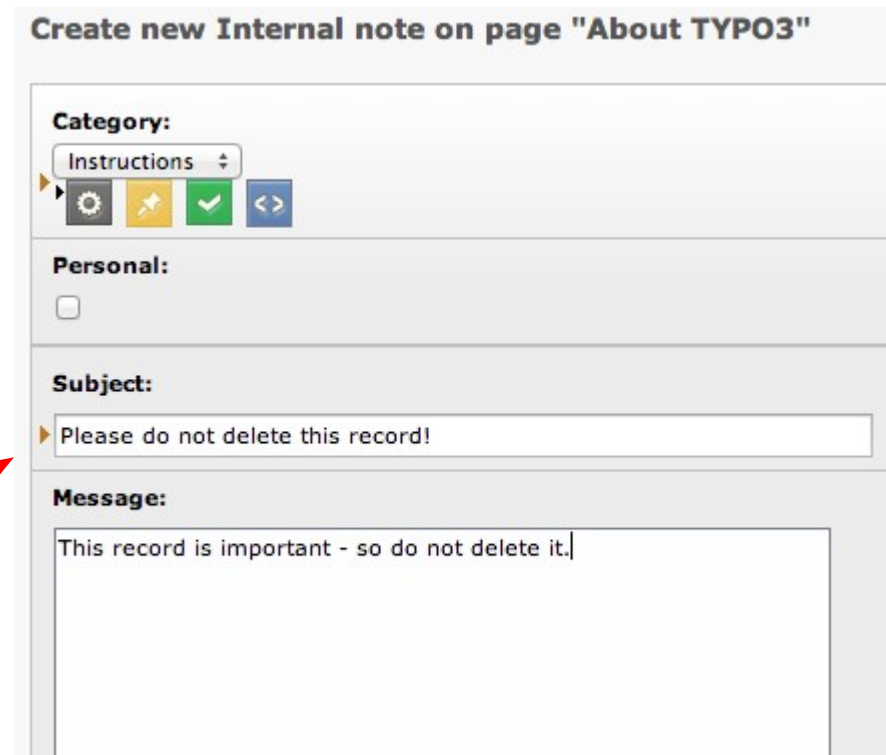 Create new Internal note on page "About TYPO3"
Category:
Instructions
Personal:
Subject:
Please do not delete this record!
Message:
This record is important - so do not delete it.